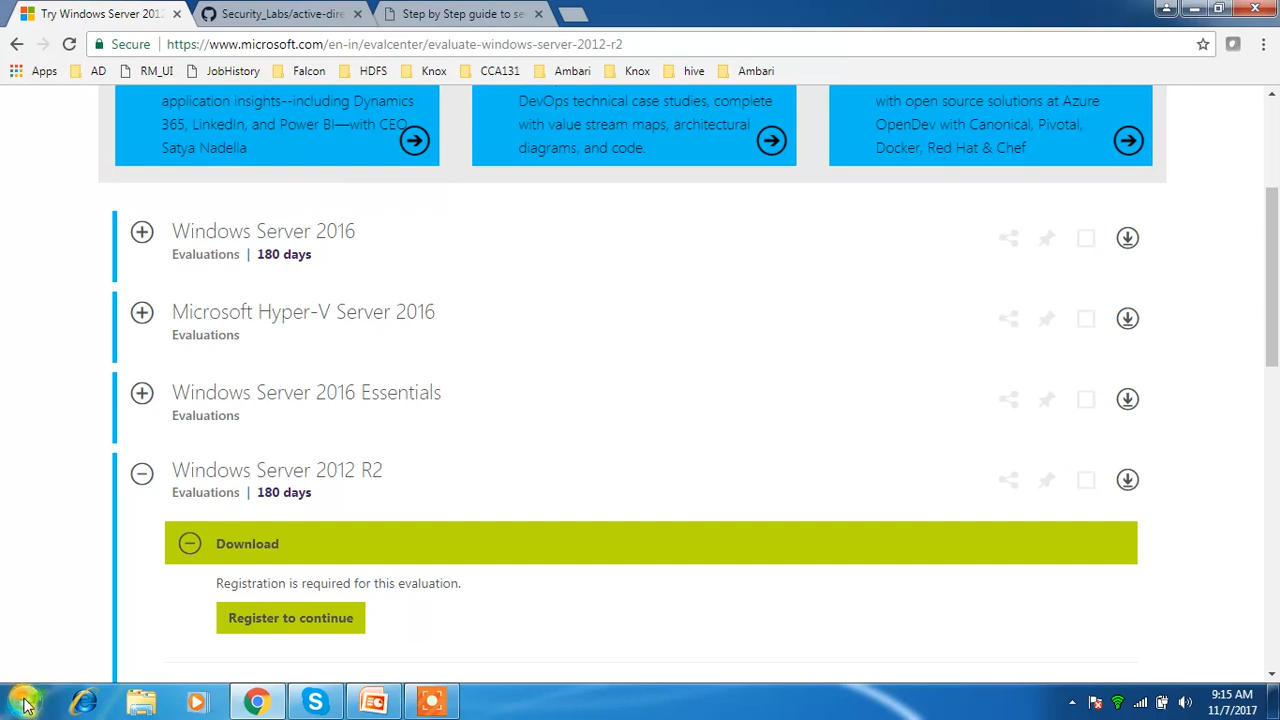 Try Windows Server 2012
Security_Labs/active-dire
Step by Step guide to se
Secure
https://www.microsoft.com/en-in/evalcenter/evaluate-windows-server-2012-r2
Apps AD RM_UI JobHistory Falcon HDFS Knox CCA131 Ambari Knox hive Ambari
application insights--including Dynamics
365, LinkedIn, and Power BI—with CEO
Satya Nadella
DevOps technical case studies, complete
with value stream maps, architectural
diagrams, and code.
with open source solutions at Azure
OpenDev with Canonical, Pivotal,
Docker, Red Hat & Chef
Windows Server 2016
Evaluations | 180 days
Microsoft Hyper-V Server 2016
Evaluations
Windows Server 2016 Essentials
Evaluations
Windows Server 2012 R2
Evaluations | 180 days
Download
Registration is required for this evaluation.
Register to continue
9:15 AM
11/7/2017